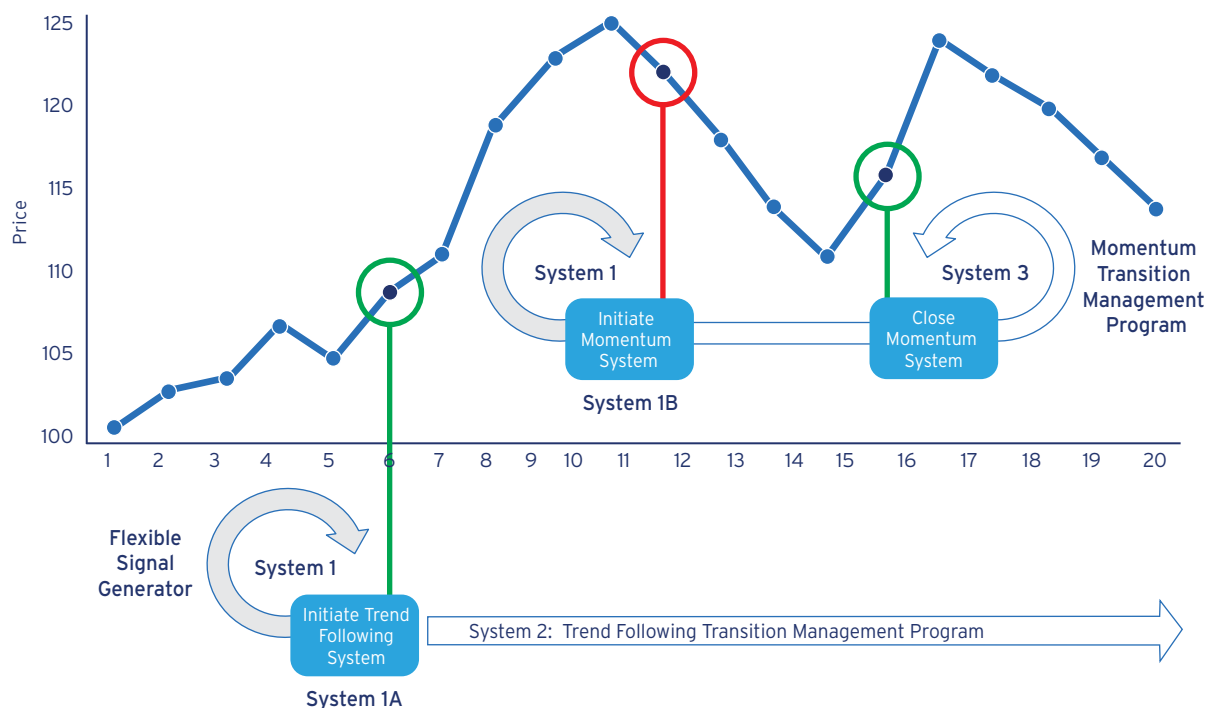 125
120
115
110
105
100
Price
1 2 3 4 5 6 7 8 9 10 11 12 13 14 15 16 17 18 19 20
System 1
Initiate
Momentum
System
System 1B
System 3
Close
Momentum
System
Momentum
Transition
Management
Program
Flexible
Signal
Generator
System 1
Initiate Trend
Following
System
System 1A
System 2: Trend Following Transition Management Program